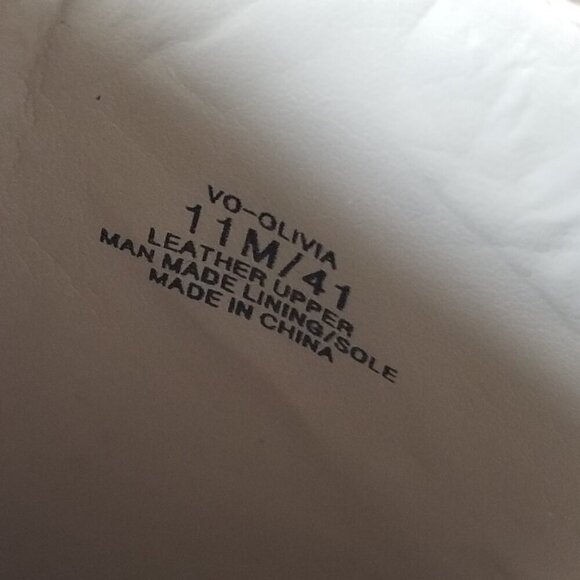 VO-OLIVIA
11M/41
LEATHER UPPER
MAN MADE LINING/SOLE
MADE IN CHINA